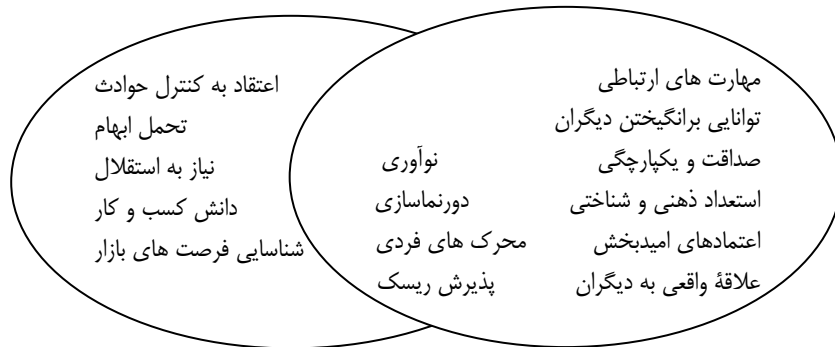 مهارت های ارتباطی
توانایی برانگیختن دیگران
صداقت و یکپارچگی
استعداد ذهنی و شناختی
اعتمادهای امیدبخش
علاقۀ واقعی به دیگران
نوآوری
دورنماسازی
محرک های فردی
پذیرش ریسک
اعتقاد به کنترل حوادث
تحمل ابهام
نیاز به استقلال
دانش کسب و کار
شناسایی فرصت های بازار